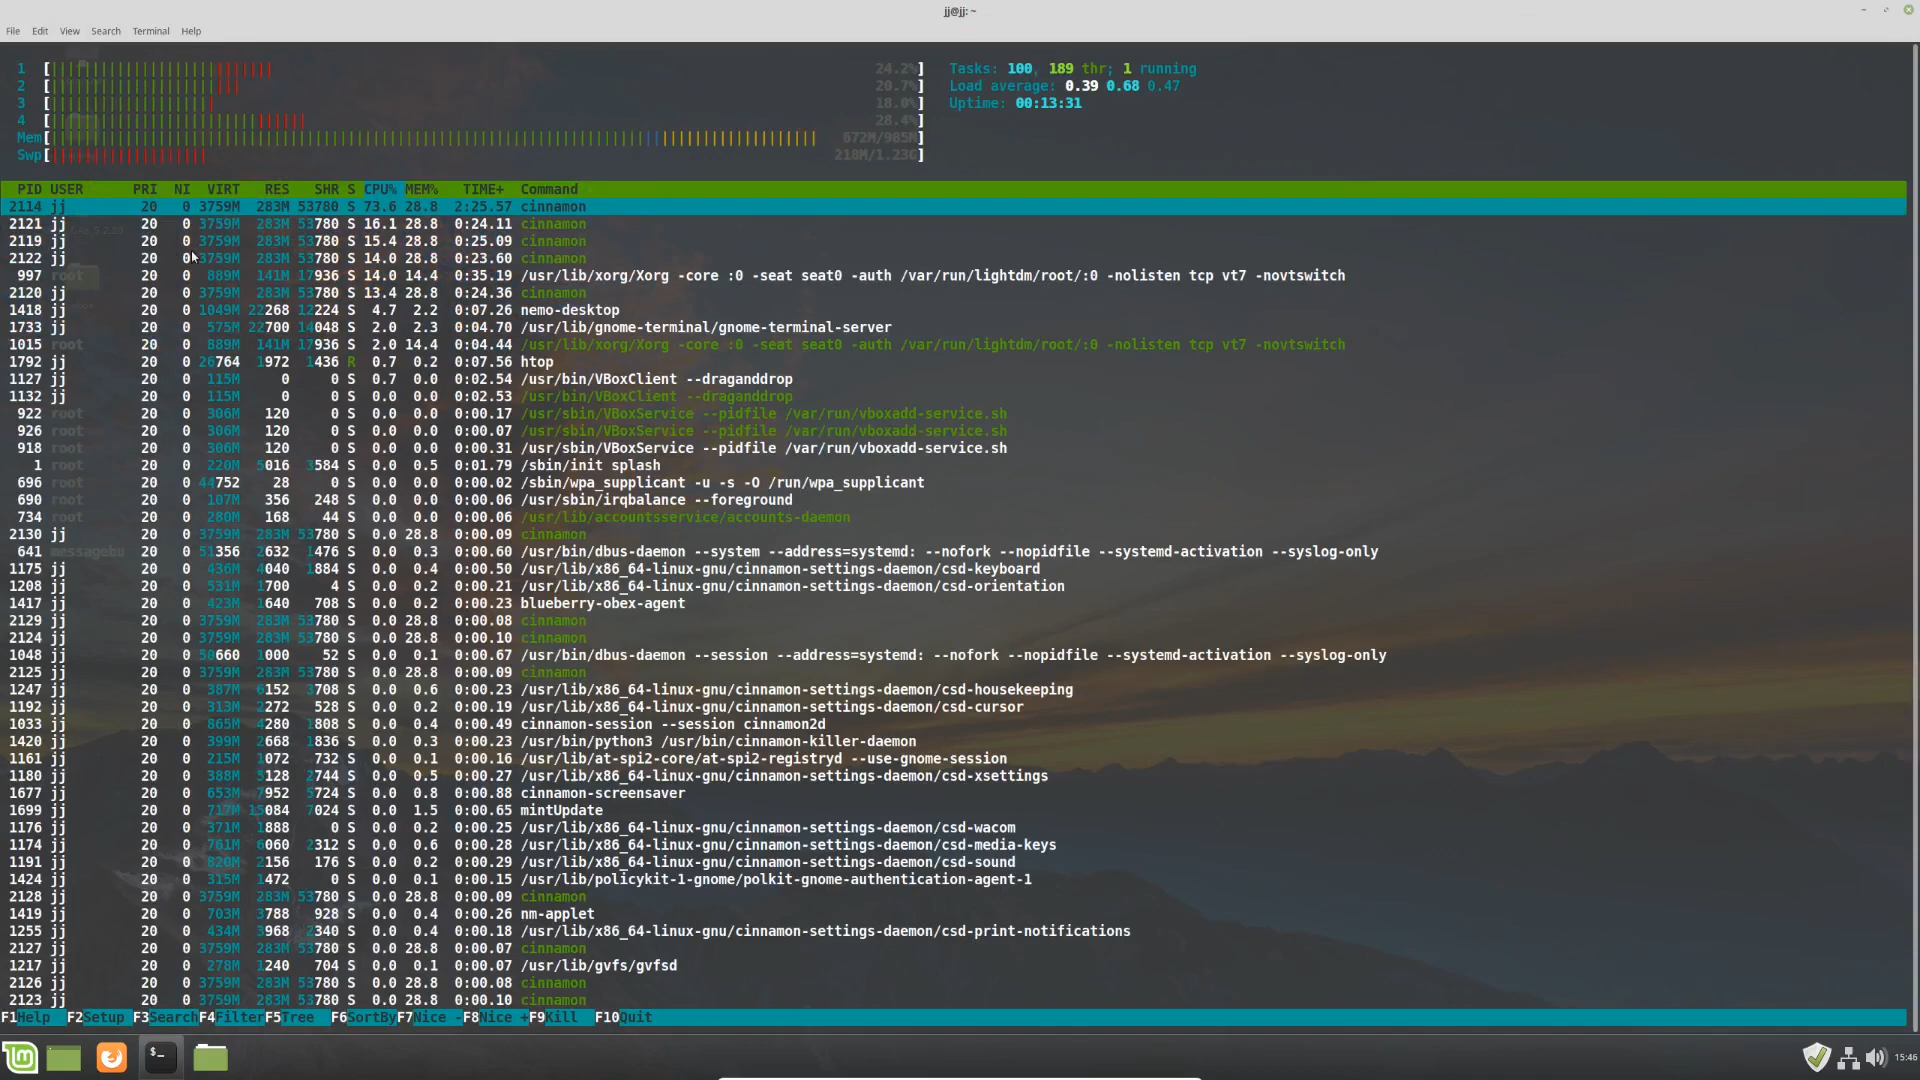 jj@jj: ~
File Edit View Search Terminal Help
1 [ 24.2%] Tasks: 100, 189 thr; 1 running
2 [ 20.7%] Load average: 0.39 0.68 0.47
3 [ 18.0%] Uptime: 00:13:31
4 [ 28.4%]
Mem[ 672M/985M]
Swp[ 218M/1.23G]
PID USER PRI NI VIRT RES SHR S CPU% MEM% TIME+ Command
2114 jj 20 0 3759M 283M 53780 S 73.6 28.8 2:25.57 cinnamon
2121 jj 20 0 3759M 283M 53780 S 16.1 28.8 0:24.11 cinnamon
2119 jj 20 0 3759M 283M 53780 S 15.4 28.8 0:25.09 cinnamon
2122 jj 20 0 3759M 283M 53780 S 14.0 28.8 0:23.60 cinnamon
997 root 20 0 889M 141M 17936 S 14.0 14.4 0:35.19 /usr/lib/xorg/Xorg -core :0 -seat seat0 -auth /var/run/lightdm/root/:0 -nolisten tcp vt7 -novtswitch
2120 jj 20 0 3759M 283M 53780 S 13.4 28.8 0:24.36 cinnamon
1418 jj 20 0 1049M 22268 12224 S 4.7 2.2 0:07.26 nemo-desktop
1733 jj 20 0 575M 22700 14048 S 2.0 2.3 0:04.70 /usr/lib/gnome-terminal/gnome-terminal-server
1015 root 20 0 889M 141M 17936 S 2.0 14.4 0:04.44 /usr/lib/xorg/Xorg -core :0 -seat seat0 -auth /var/run/lightdm/root/:0 -nolisten tcp vt7 -novtswitch
1792 jj 20 0 26764 1972 1436 R 0.7 0.2 0:07.56 htop
1127 jj 20 0 115M 0 0 S 0.7 0.0 0:02.54 /usr/bin/VBoxClient --draganddrop
1132 jj 20 0 115M 0 0 S 0.0 0.0 0:02.53 /usr/bin/VBoxClient --draganddrop
922 root 20 0 306M 120 0 S 0.0 0.0 0:00.17 /usr/sbin/VBoxService --pidfile /var/run/vboxadd-service.sh
926 root 20 0 306M 120 0 S 0.0 0.0 0:00.07 /usr/sbin/VBoxService --pidfile /var/run/vboxadd-service.sh
918 root 20 0 306M 120 0 S 0.0 0.0 0:00.31 /usr/sbin/VBoxService --pidfile /var/run/vboxadd-service.sh
1 root 20 0 220M 5016 3584 S 0.0 0.5 0:01.79 /sbin/init splash
696 root 20 0 44752 28 0 S 0.0 0.0 0:00.02 /sbin/wpa_supplicant -u -s -O /run/wpa_supplicant
690 root 20 0 107M 356 248 S 0.0 0.0 0:00.06 /usr/sbin/irqbalance --foreground
734 root 20 0 280M 168 44 S 0.0 0.0 0:00.06 /usr/lib/accountsservice/accounts-daemon
2130 jj 20 0 3759M 283M 53780 S 0.0 28.8 0:00.09 cinnamon
641 messagebu 20 0 51356 2632 1476 S 0.0 0.3 0:00.60 /usr/bin/dbus-daemon --system --address=systemd: --nofork --nopidfile --systemd-activation --syslog-only
1175 jj 20 0 436M 4040 1884 S 0.0 0.4 0:00.50 /usr/lib/x86_64-linux-gnu/cinnamon-settings-daemon/csd-keyboard
1208 jj 20 0 531M 1700 4 S 0.0 0.2 0:00.21 /usr/lib/x86_64-linux-gnu/cinnamon-settings-daemon/csd-orientation
1417 jj 20 0 423M 1640 708 S 0.0 0.2 0:00.23 blueberry-obex-agent
2129 jj 20 0 3759M 283M 53780 S 0.0 28.8 0:00.08 cinnamon
2124 jj 20 0 3759M 283M 53780 S 0.0 28.8 0:00.10 cinnamon
1048 jj 20 0 50660 1000 52 S 0.0 0.1 0:00.67 /usr/bin/dbus-daemon --session --address=systemd: --nofork --nopidfile --systemd-activation --syslog-only
2125 jj 20 0 3759M 283M 53780 S 0.0 28.8 0:00.09 cinnamon
1247 jj 20 0 387M 6152 3708 S 0.0 0.6 0:00.23 /usr/lib/x86_64-linux-gnu/cinnamon-settings-daemon/csd-housekeeping
1192 jj 20 0 313M 2272 528 S 0.0 0.2 0:00.19 /usr/lib/x86_64-linux-gnu/cinnamon-settings-daemon/csd-cursor
1033 jj 20 0 865M 4280 1808 S 0.0 0.4 0:00.49 cinnamon-session --session cinnamon2d
1420 jj 20 0 399M 2668 1836 S 0.0 0.3 0:00.23 /usr/bin/python3 /usr/bin/cinnamon-killer-daemon
1161 jj 20 0 215M 1072 732 S 0.0 0.1 0:00.16 /usr/lib/at-spi2-core/at-spi2-registryd --use-gnome-session
1180 jj 20 0 388M 5128 2744 S 0.0 0.5 0:00.27 /usr/lib/x86_64-linux-gnu/cinnamon-settings-daemon/csd-xsettings
1677 jj 20 0 653M 7952 5724 S 0.0 0.8 0:00.88 cinnamon-screensaver
1699 jj 20 0 717M 15084 7024 S 0.0 1.5 0:00.65 mintUpdate
1176 jj 20 0 371M 1888 0 S 0.0 0.2 0:00.25 /usr/lib/x86_64-linux-gnu/cinnamon-settings-daemon/csd-wacom
1174 jj 20 0 761M 6060 2312 S 0.0 0.6 0:00.28 /usr/lib/x86_64-linux-gnu/cinnamon-settings-daemon/csd-media-keys
1191 jj 20 0 820M 2156 176 S 0.0 0.2 0:00.29 /usr/lib/x86_64-linux-gnu/cinnamon-settings-daemon/csd-sound
1424 jj 20 0 315M 1472 0 S 0.0 0.1 0:00.15 /usr/lib/policykit-1-gnome/polkit-gnome-authentication-agent-1
2128 jj 20 0 3759M 283M 53780 S 0.0 28.8 0:00.09 cinnamon
1419 jj 20 0 703M 3788 928 S 0.0 0.4 0:00.26 nm-applet
1255 jj 20 0 434M 3968 2340 S 0.0 0.4 0:00.18 /usr/lib/x86_64-linux-gnu/cinnamon-settings-daemon/csd-print-notifications
2127 jj 20 0 3759M 283M 53780 S 0.0 28.8 0:00.07 cinnamon
1217 jj 20 0 278M 1240 704 S 0.0 0.1 0:00.07 /usr/lib/gvfs/gvfsd
2126 jj 20 0 3759M 283M 53780 S 0.0 28.8 0:00.08 cinnamon
2123 jj 20 0 3759M 283M 53780 S 0.0 28.8 0:00.10 cinnamon
F1Help F2Setup F3SearchF4FilterF5Tree F6SortByF7Nice -F8Nice +F9Kill F10Quit
15:46